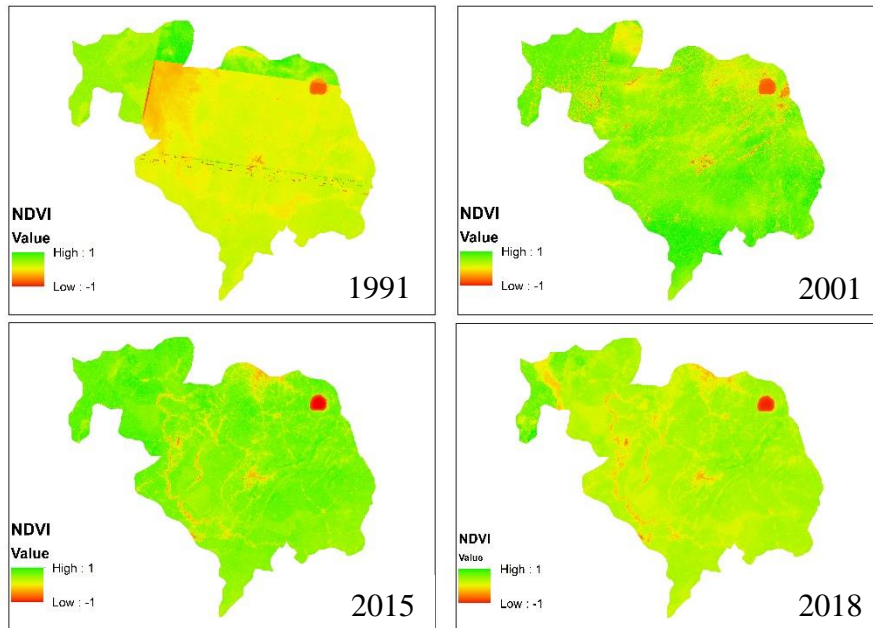 NDVI
Value
High : 1
Low : -1
1991
NDVI
Value
High : 1
Low : -1
2001
NDVI
Value
High : 1
Low : -1
2015
NDVI
Value
High : 1
Low : -1
2018